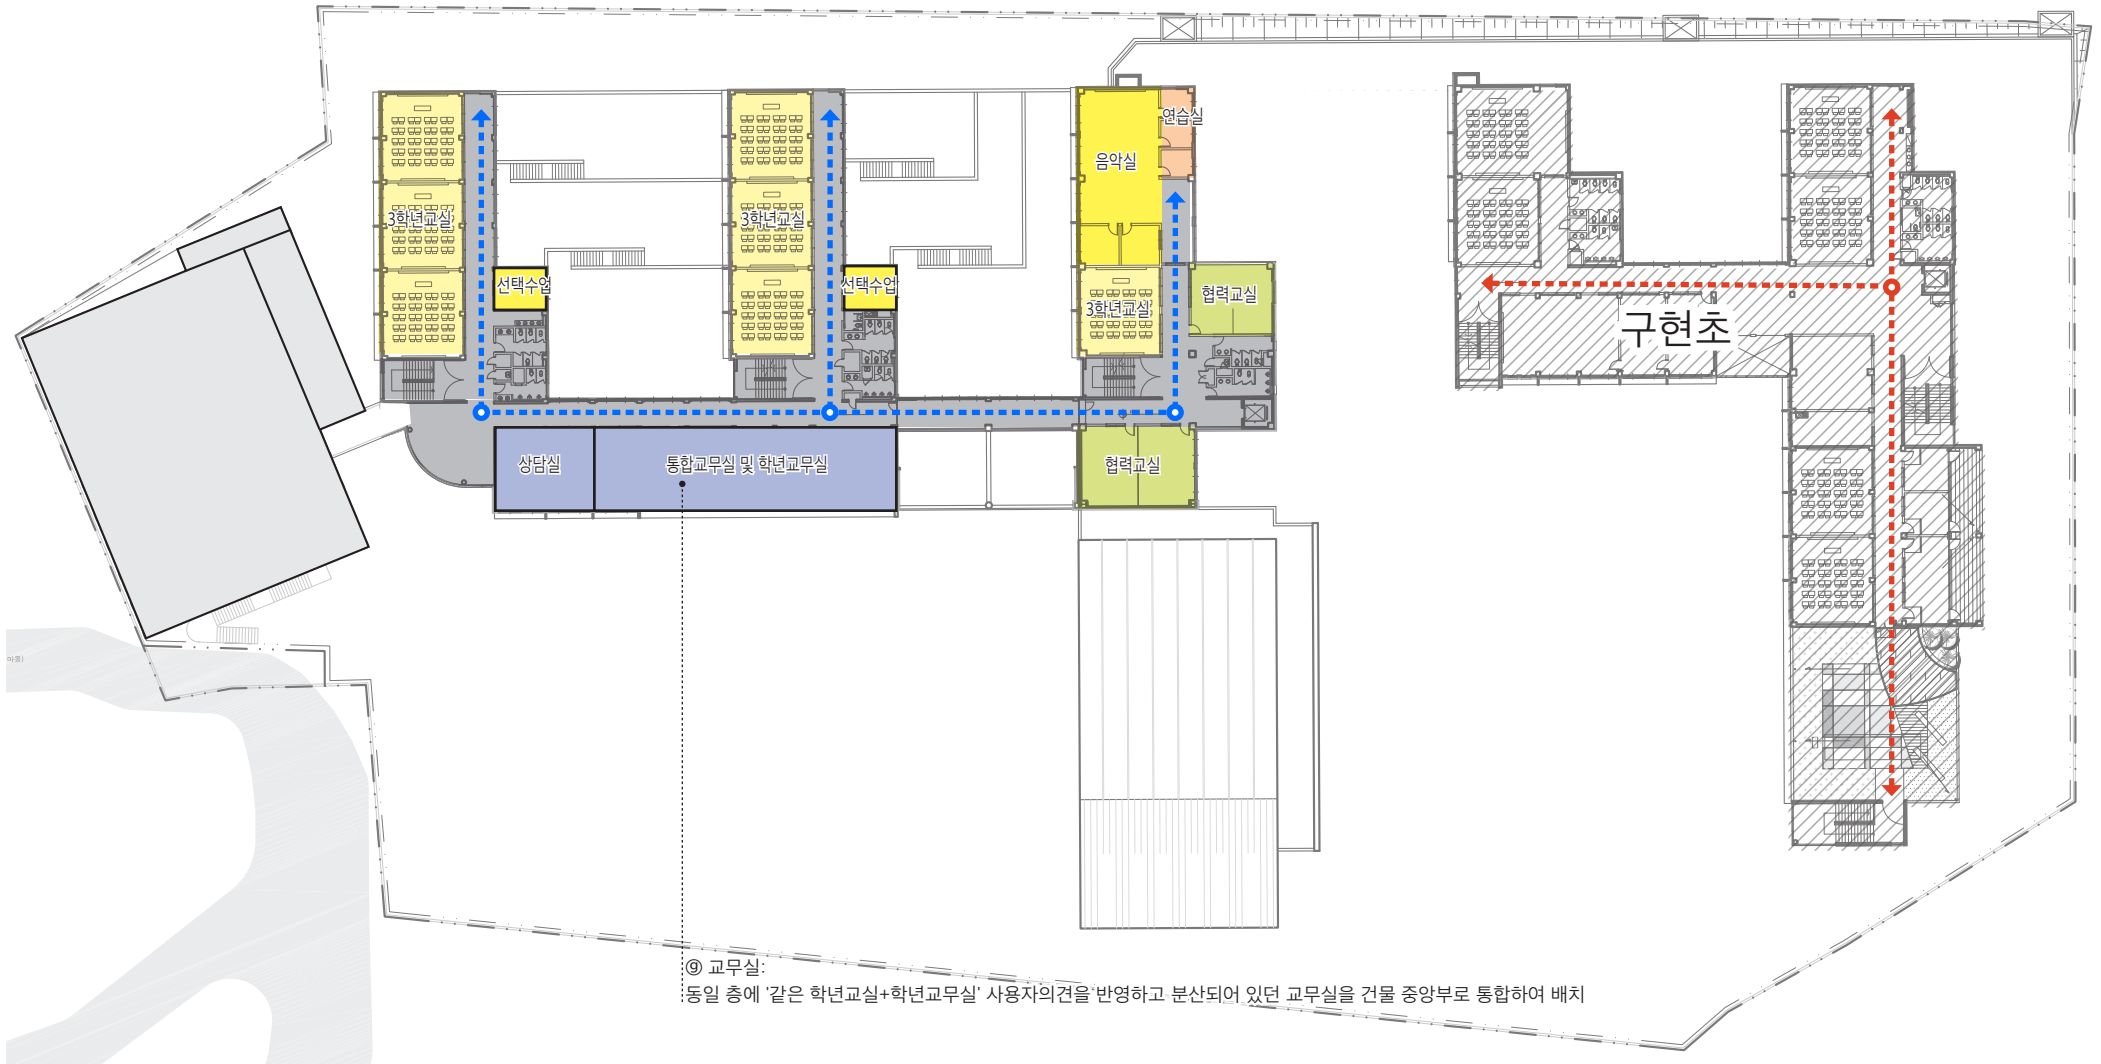 연습실
음악실
3학년교실
3학년교실
선택수업
선택수업
협력교실
3학년교실
구현초
상담실
통합교무실 및 학년교무실
협력교실
마동)
⑨ 교무실:
동일 층에 '같은 학년교실+학년교무실' 사용자의견을 반영하고 분산되어 있던 교무실을 건물 중앙부로 통합하여 배치